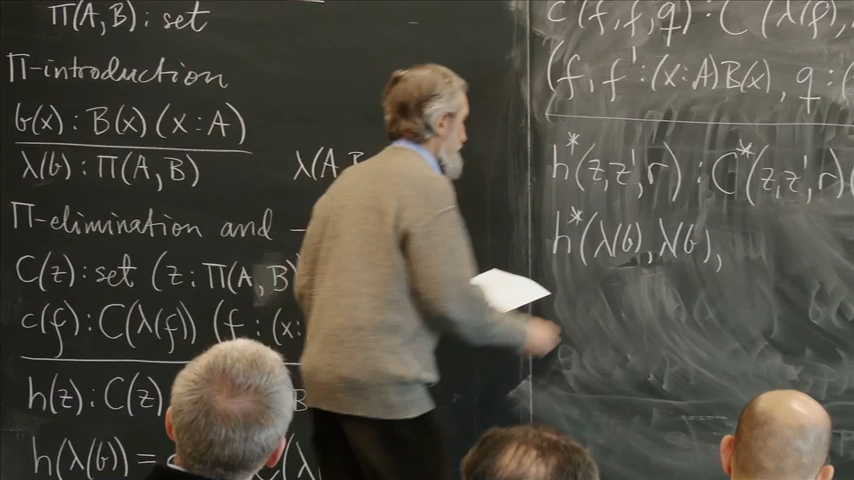 Π(A, B) : set
Π-introduction
b(x) : B(x) (x : A)
λ(b) : Π(A, B)
λ(A, B
Π-elimination and
C(z) : set (z : Π(A, B)
c(f) : C(λ(f)) (f : (x :
h(z) : C(z)
h(λ(b)) =
(λ
c(f, f', q) : C (λ(f),
(f, f' : (x : A)B(x), q : (
h*(z, z', r) : C*(z, z', r) (
h*(λ(b), λ(b),